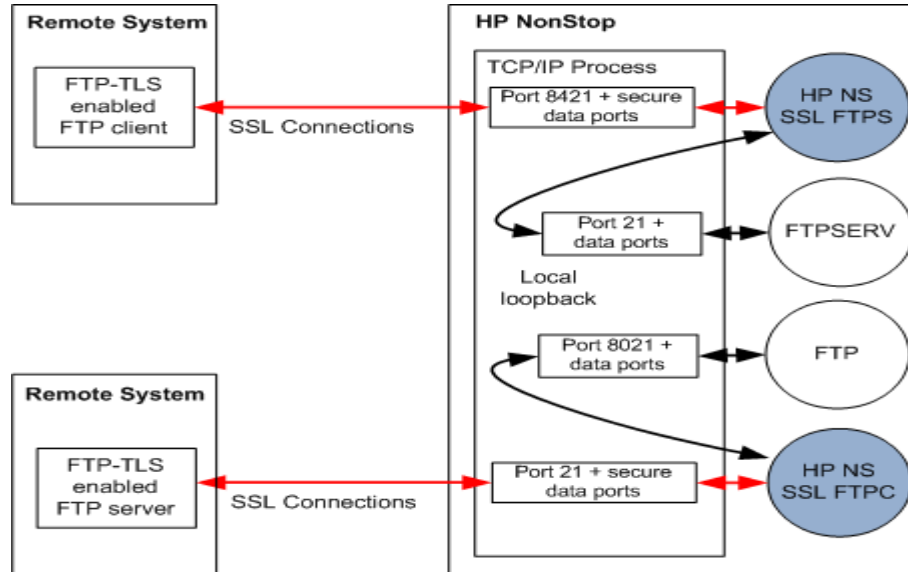 Remote System
FTP-TLS
enabled
FTP client
SSL Connections
HP NonStop
TCP/IP Process
Port 8421 + secure
data ports
HP NS
SSL FTPS
Port 21 +
data ports
FTPSERV
Local
loopback
Port 8021 +
data ports
FTP
Remote System
FTP-TLS
enabled
FTP server
SSL Connections
Port 21 + secure
data ports
HP NS
SSL FTPC